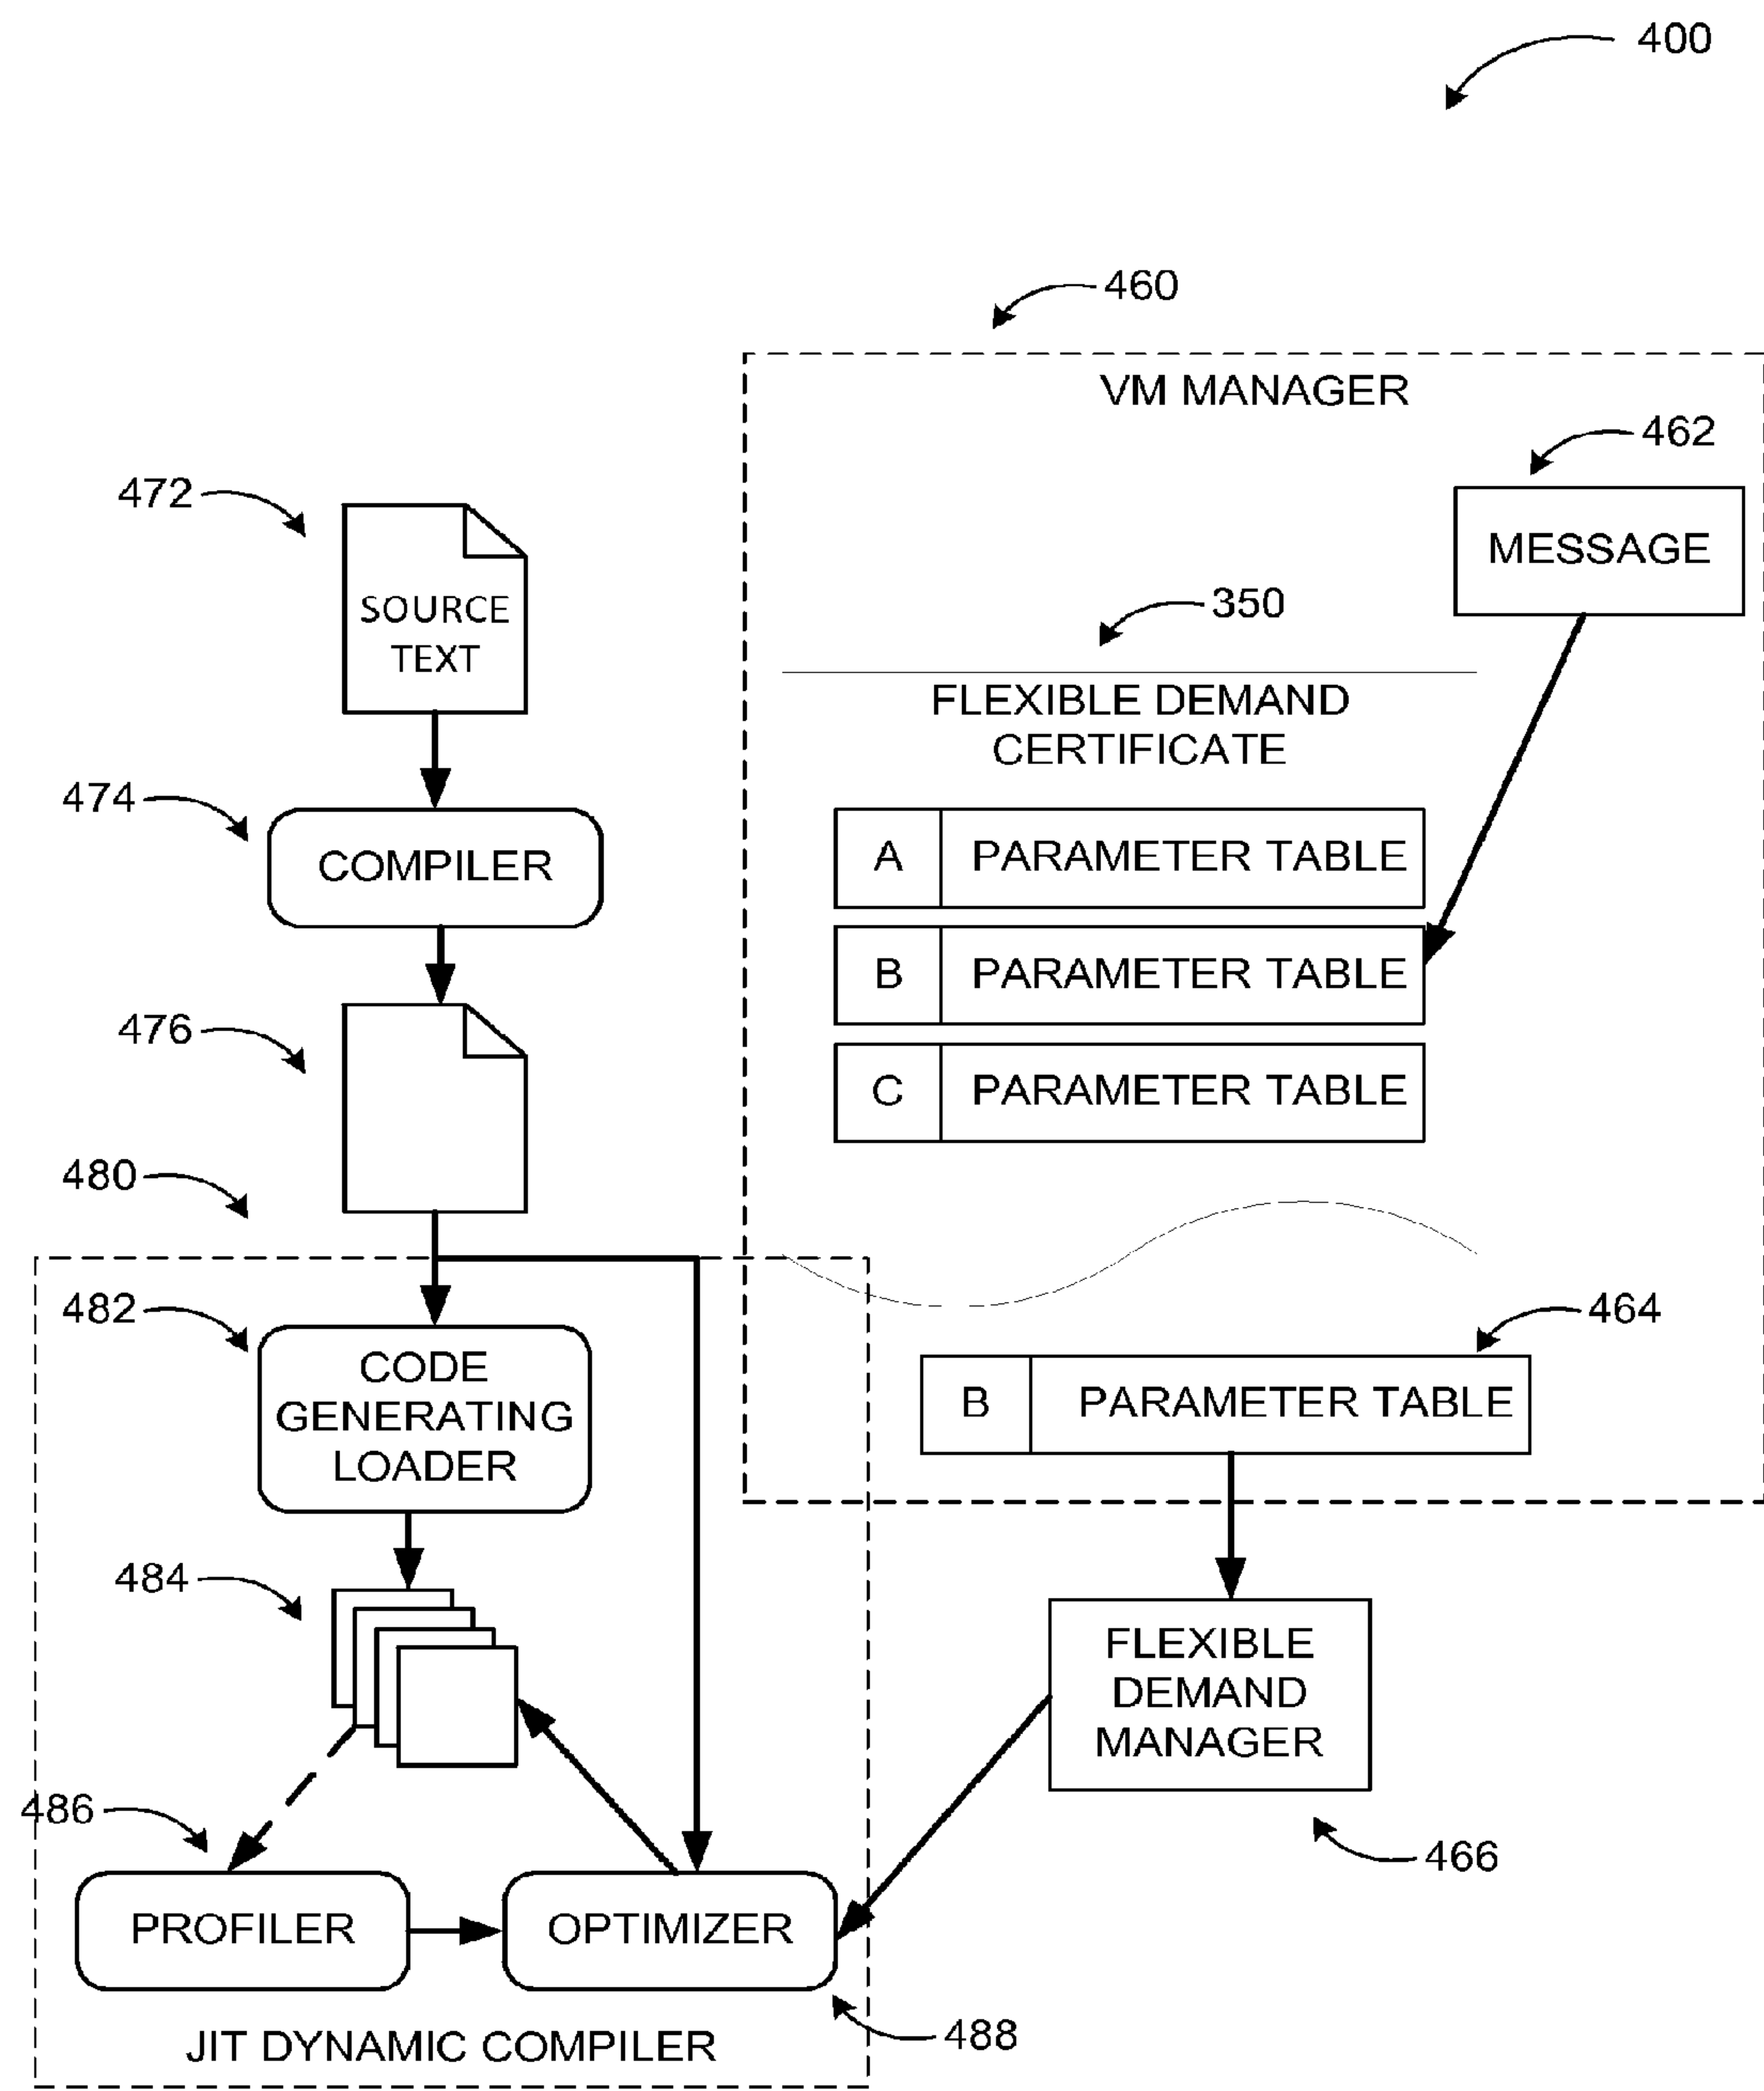 400
460
VM MANAGER
462
472
MESSAGE
SOURCE
TEXT
350
FLEXIBLE DEMAND
CERTIFICATE
474
COMPILER
A PARAMETER TABLE
B PARAMETER TABLE
476
C PARAMETER TABLE
480
482
464
CODE
GENERATING
LOADER
B PARAMETER TABLE
484
FLEXIBLE
DEMAND
MANAGER
486
466
PROFILER
OPTIMIZER
488
JIT DYNAMIC COMPILER